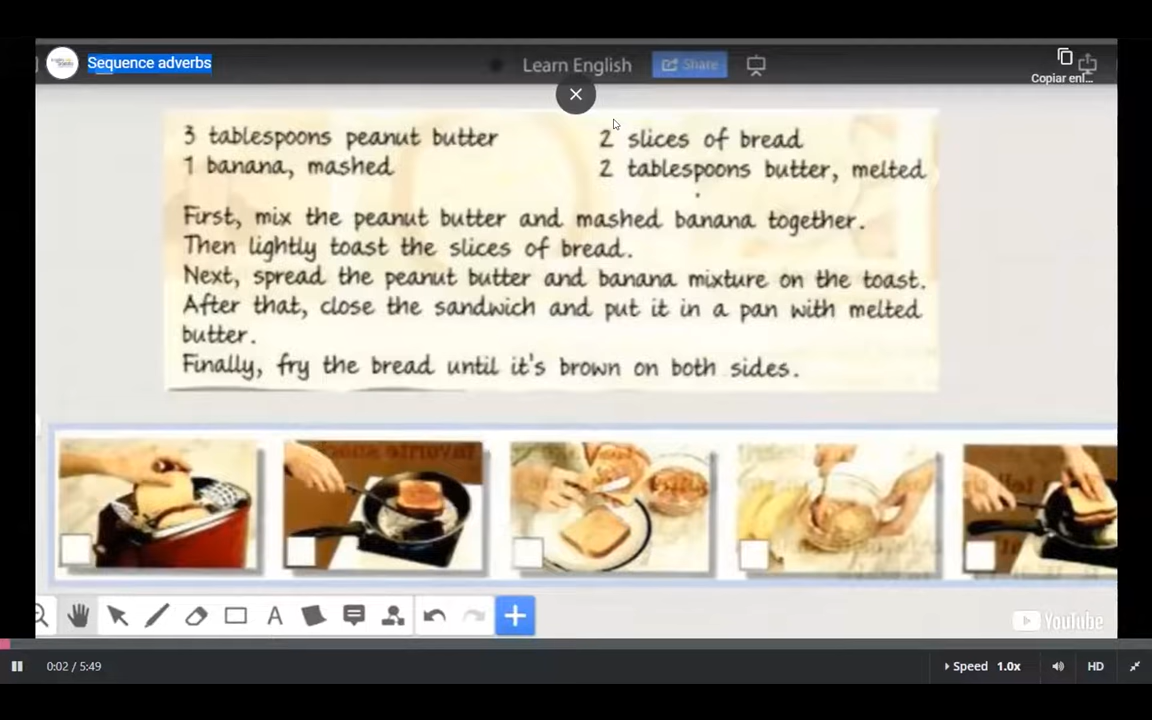 Sequence adverbs
Learn English
Share
Copiar enl...
3 tablespoons peanut butter
2 slices of bread
1 banana, mashed
2 tablespoons butter, melted
First, mix the peanut butter and mashed banana together.
Then lightly toast the slices of bread.
Next, spread the peanut butter and banana mixture on the toast.
After that, close the sandwich and put it in a pan with melted
butter.
Finally, fry the bread until it's brown on both sides.
A
YouTube
0:02 / 5:49
Speed 1.0x
HD